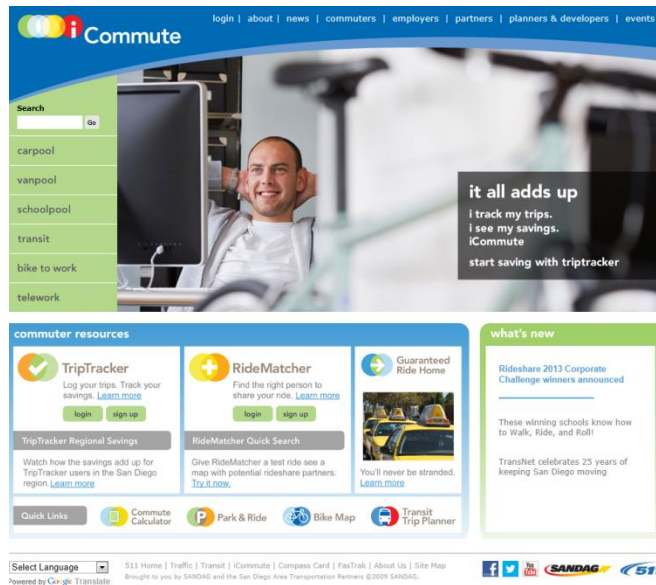 i Commute
login | about | news | commuters | employers | partners | planners & developers | events
Search
Go
carpool
vanpool
schoolpool
transit
bike to work
telework
it all adds up
i track my trips.
i see my savings.
iCommute
start saving with triptracker
commuter resources
TripTracker
Log your trips. Track your
savings. Learn more
login sign up
TripTracker Regional Savings
Watch how the savings add up for
TripTracker users in the San Diego
region. Learn more
RideMatcher
Find the right person to
share your ride. Learn more
login sign up
RideMatcher Quick Search
Give RideMatcher a test ride see a
map with potential rideshare partners.
Try it now.
Guaranteed
Ride Home
You'll never be stranded.
Learn more
Quick Links
Commute
Calculator
Park & Ride
Bike Map
Transit
Trip Planner
what's new
Rideshare 2013 Corporate
Challenge winners announced
These winning schools know how
to Walk, Ride, and Roll!
TransNet celebrates 25 years of
keeping San Diego moving
Select Language
Powered by Google Translate
511 Home | Traffic | Transit | iCommute | Compass Card | FasTrak | About Us | Site Map
Brought to you by SANDAG and the San Diego Area Transportation Partners ©2009 SANDAG.
f
You
Tube
SANDAG
511